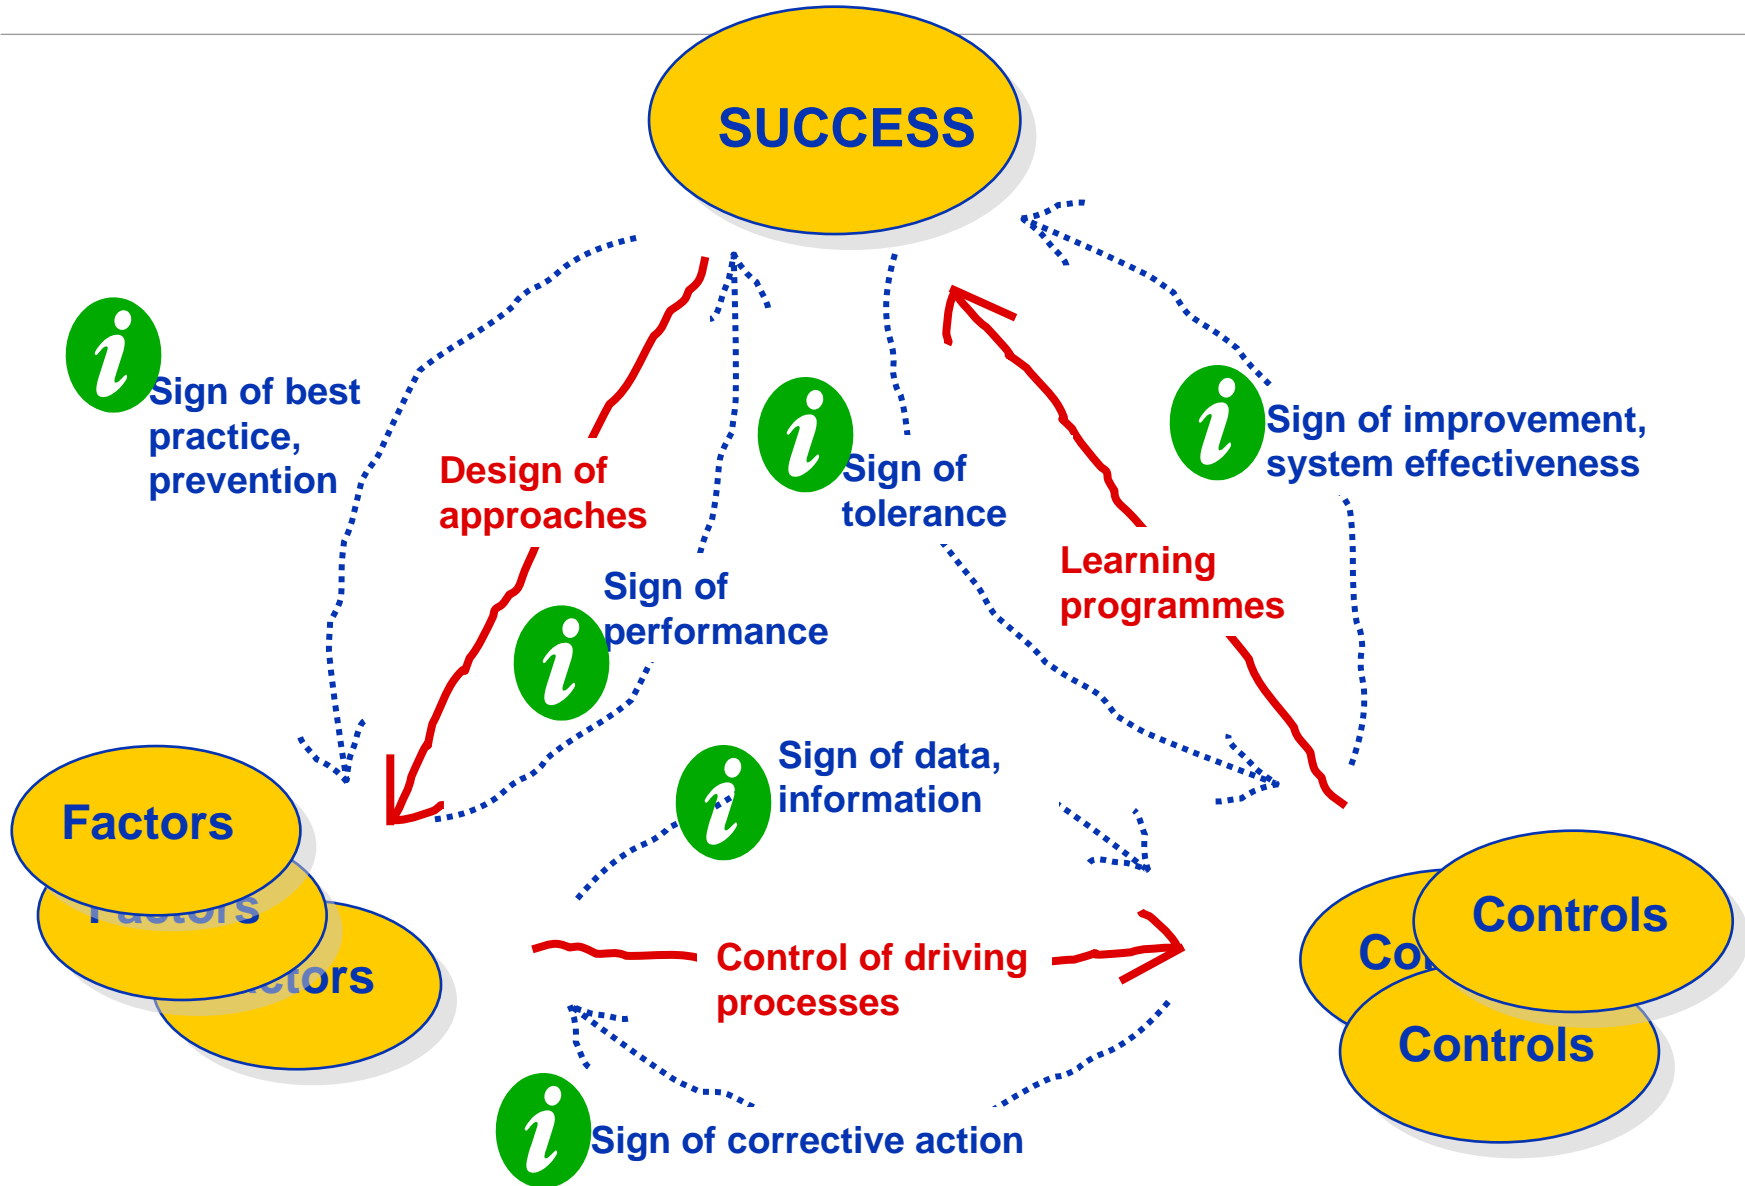 SUCCESS
Sign of best
practice,
prevention
Design of
approaches
Sign of
performance
Sign of
tolerance
Sign of improvement,
system effectiveness
Learning
programmes
Sign of data,
information
Factors
Factors
Controls
Controls
Control of driving
processes
Sign of corrective action